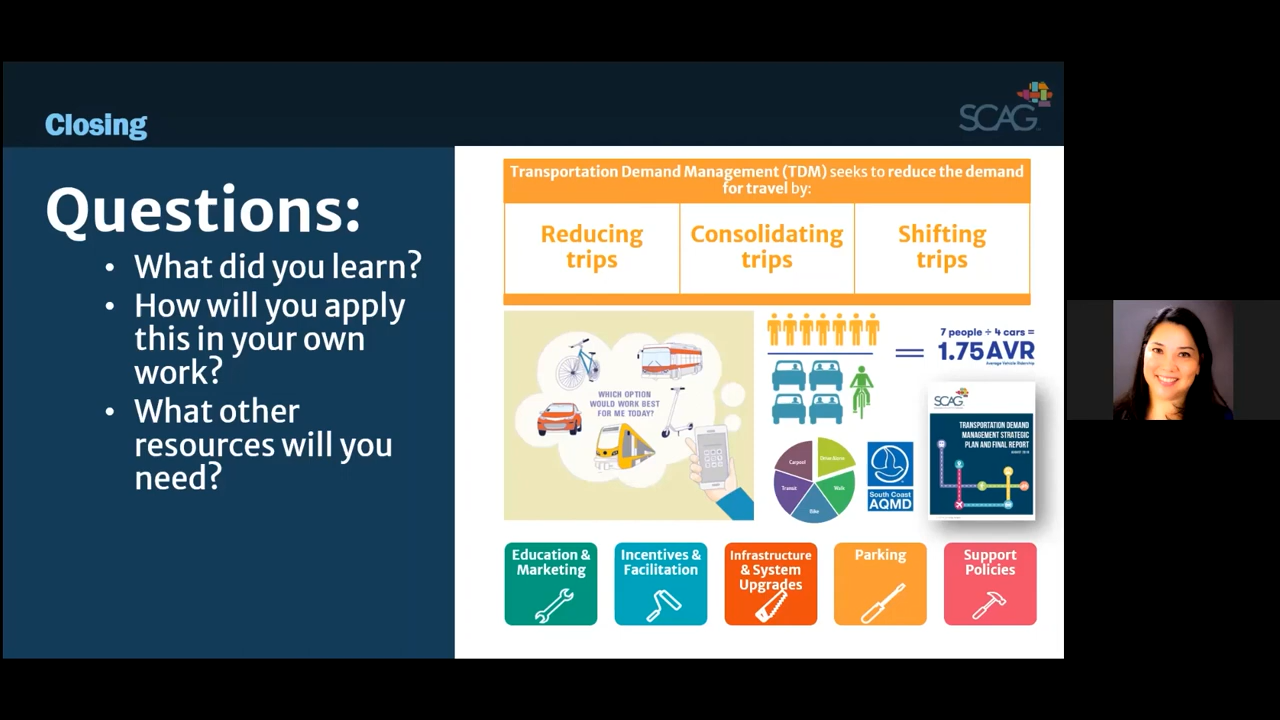 Closing
SCAG
Questions:
• What did you learn?
• How will you apply
this in your own
work?
• What other
resources will you
need?
Transportation Demand Management (TDM) seeks to reduce the demand
for travel by:
Reducing
trips
Consolidating
trips
Shifting
trips
WHICH OPTION
WOULD WORK BEST
FOR ME TODAY?
7 people ÷ 4 cars =
1.75 AVR
Average Vehicle Ridership
Carpool
Drive Alone
Transit
Walk
Bike
South Coast
AQMD
SCAG
TRANSPORTATION DEMAND
MANAGEMENT STRATEGIC
PLAN AND FINAL REPORT
Education &
Marketing
Incentives &
Facilitation
Infrastructure
& System
Upgrades
Parking
Support
Policies